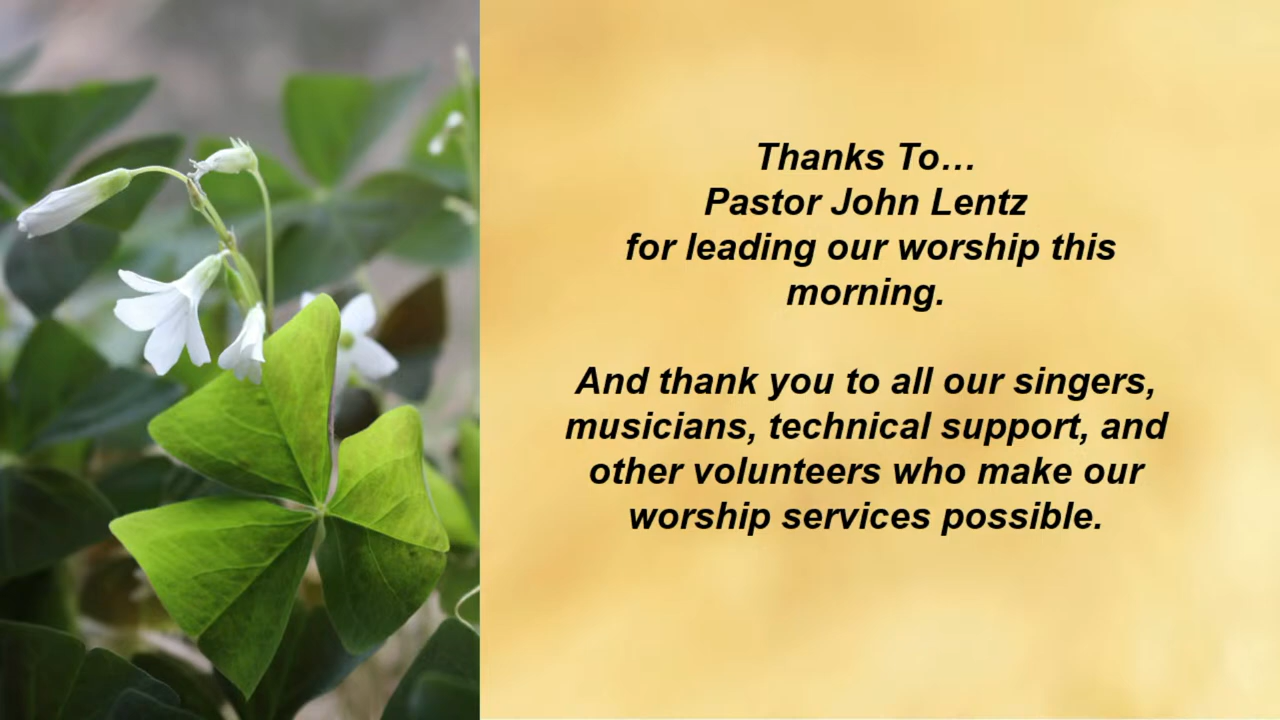 Thanks To…
Pastor John Lentz
for leading our worship this
morning.
And thank you to all our singers,
musicians, technical support, and
other volunteers who make our
worship services possible.